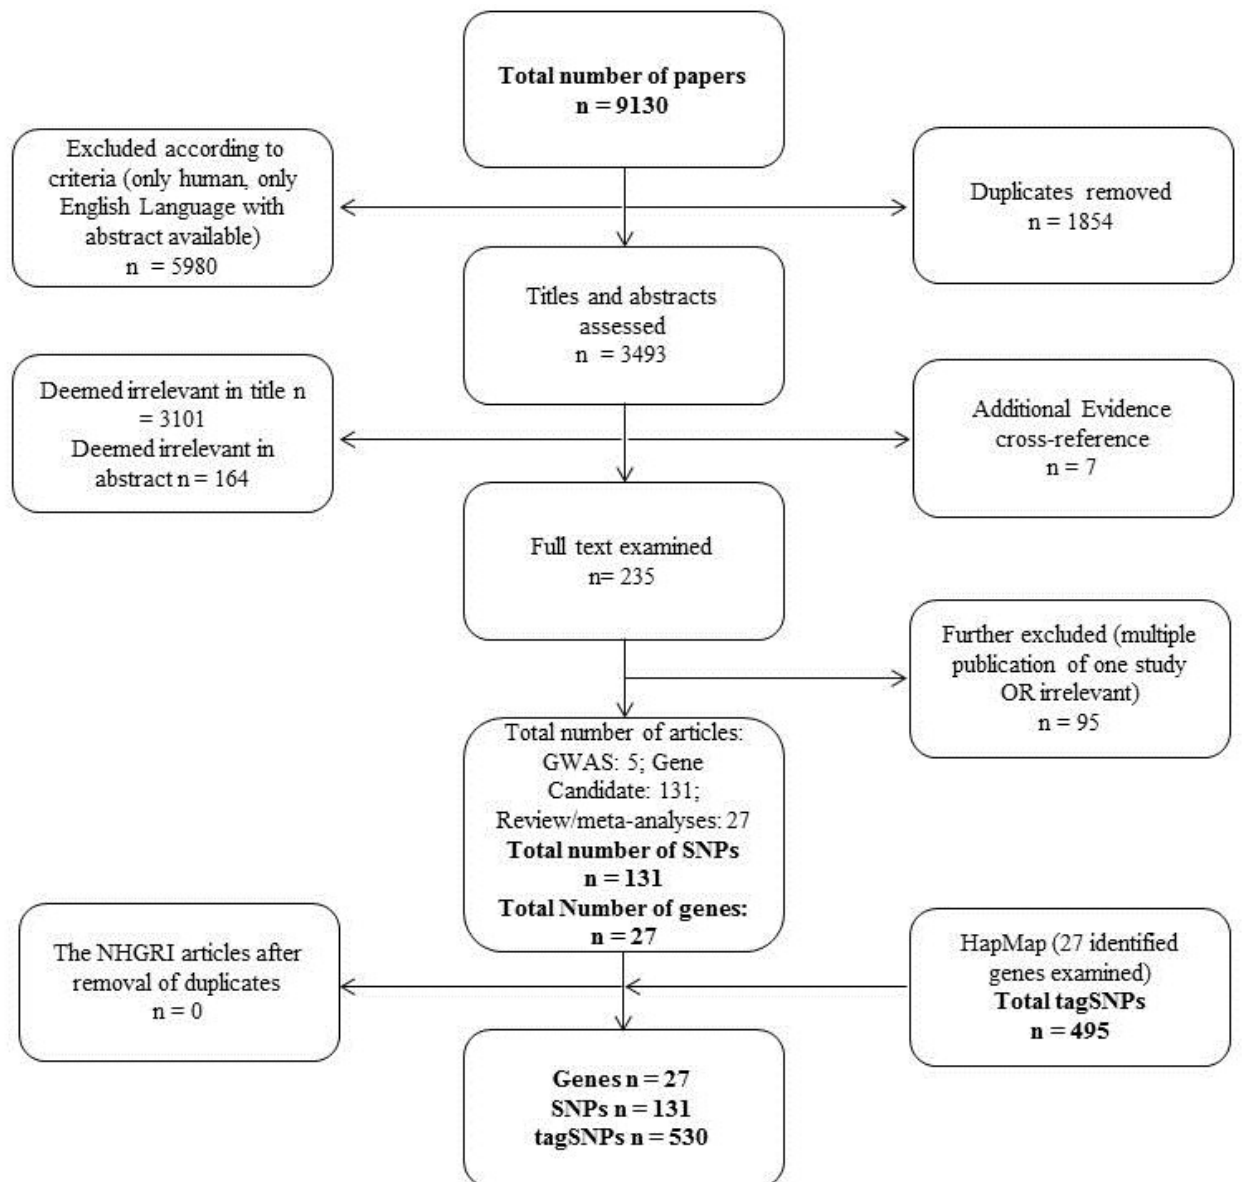 Total number of papers
n = 9130
Excluded according to
criteria (only human, only
English Language with
abstract available)
n = 5980
Duplicates removed
n = 1854
Titles and abstracts
assessed
n = 3493
Deemed irrelevant in title n
= 3101
Deemed irrelevant in
abstract n = 164
Additional Evidence
cross-reference
n = 7
Full text examined
n= 235
Further excluded (multiple
publication of one study
OR irrelevant)
n = 95
Total number of articles:
GWAS: 5; Gene
Candidate: 131;
Review/meta-analyses: 27
Total number of SNPs
n = 131
Total Number of genes:
n = 27
The NHGRI articles after
removal of duplicates
n = 0
HapMap (27 identified
genes examined)
Total tagSNPs
n = 495
Genes n = 27
SNPs n = 131
tagSNPs n = 530